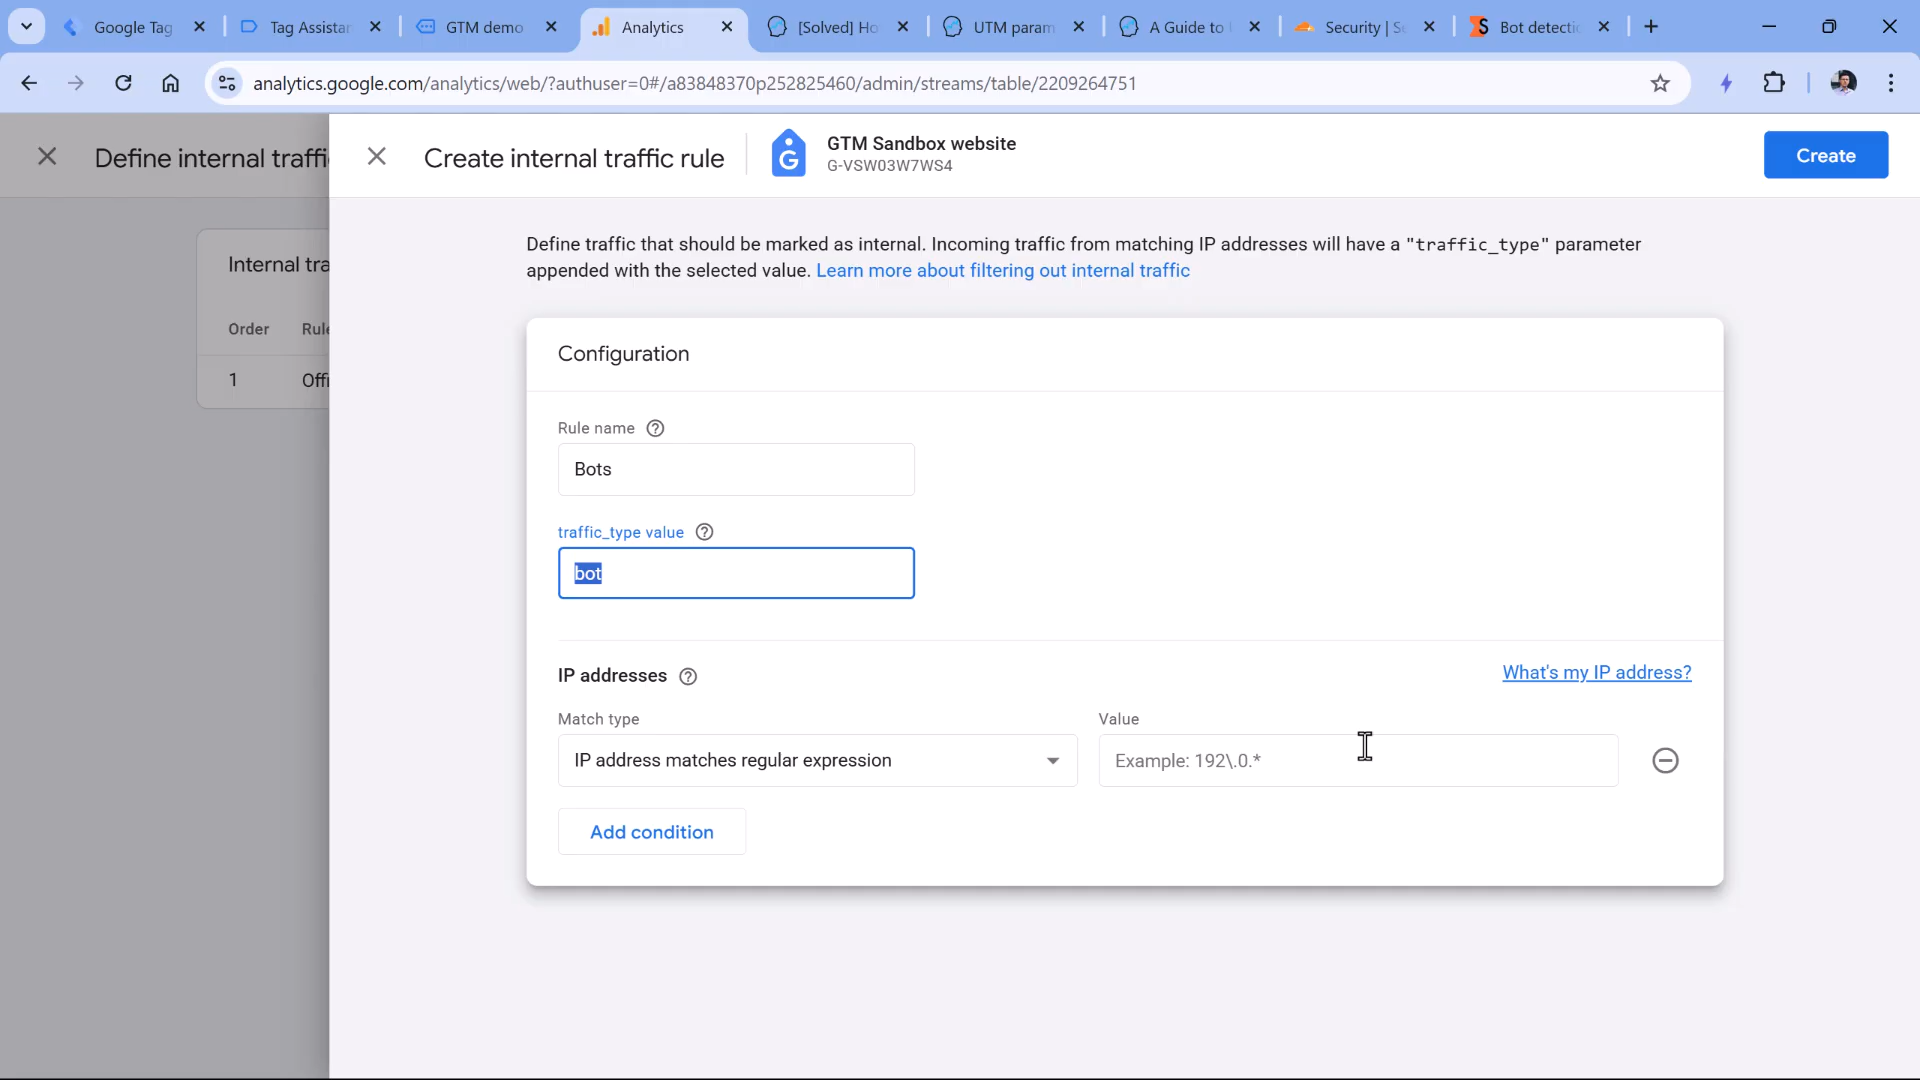 Google Tag
Tag Assistan
GTM demo
Analytics
[Solved] Ho
UTM param
A Guide to
Security | Sc
Bot detectic
analytics.google.com/analytics/web/?authuser=0#/a83848370p252825460/admin/streams/table/2209264751
Define internal traffi
Create internal traffic rule
GTM Sandbox website
G-VSW03W7WS4
Create
Internal tra
Order Rule
1 Offi
Define traffic that should be marked as internal. Incoming traffic from matching IP addresses will have a "traffic_type" parameter
appended with the selected value. Learn more about filtering out internal traffic
Configuration
Rule name
Bots
traffic_type value
bot
IP addresses
What's my IP address?
Match type
Value
IP address matches regular expression
Example: 192\.0.*
Add condition